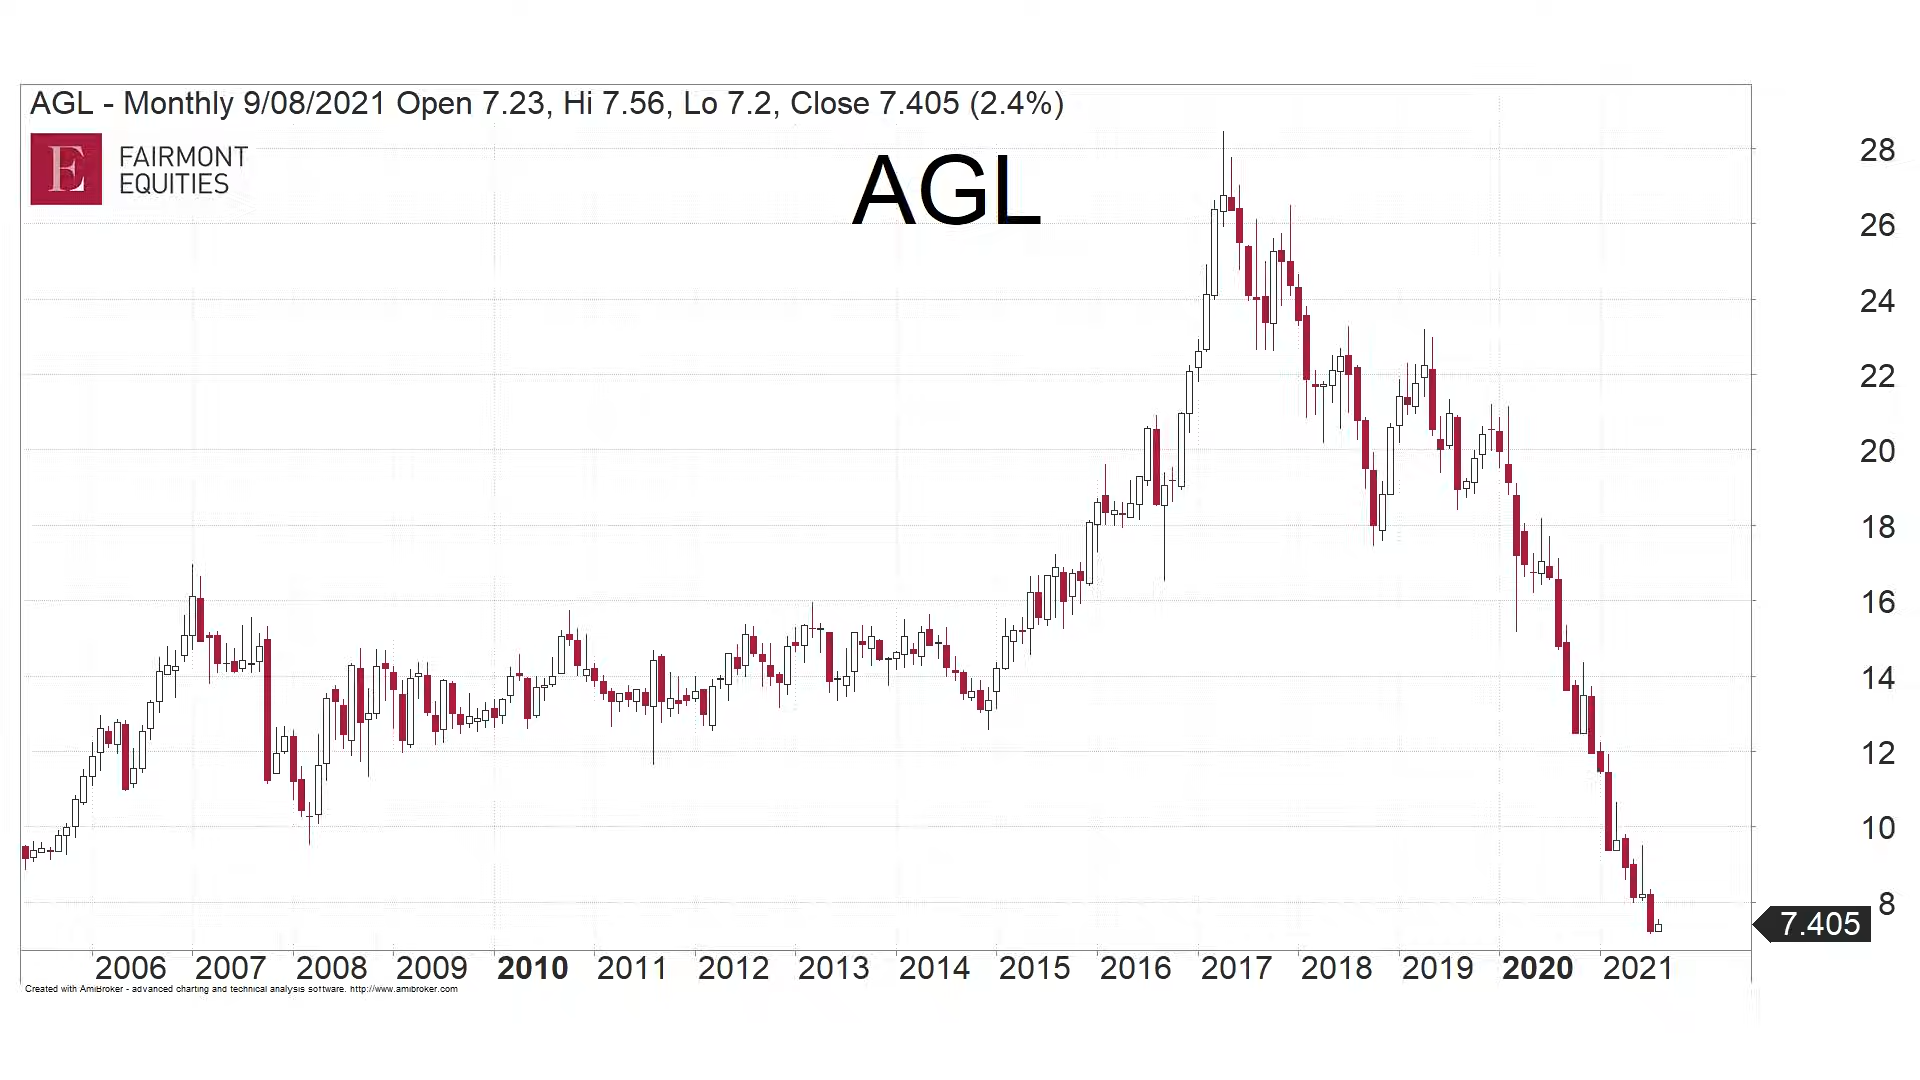 AGL - Monthly 9/08/2021 Open 7.23, Hi 7.56, Lo 7.2, Close 7.405 (2.4%)
E
FAIRMONT
EQUITIES
AGL
28
26
24
22
20
18
16
14
12
10
8
7.405
2006 2007 2008 2009 2010 2011 2012 2013 2014 2015 2016 2017 2018 2019 2020 2021
Created with AmiBroker - advanced charting and technical analysis software. http://www.amibroker.com